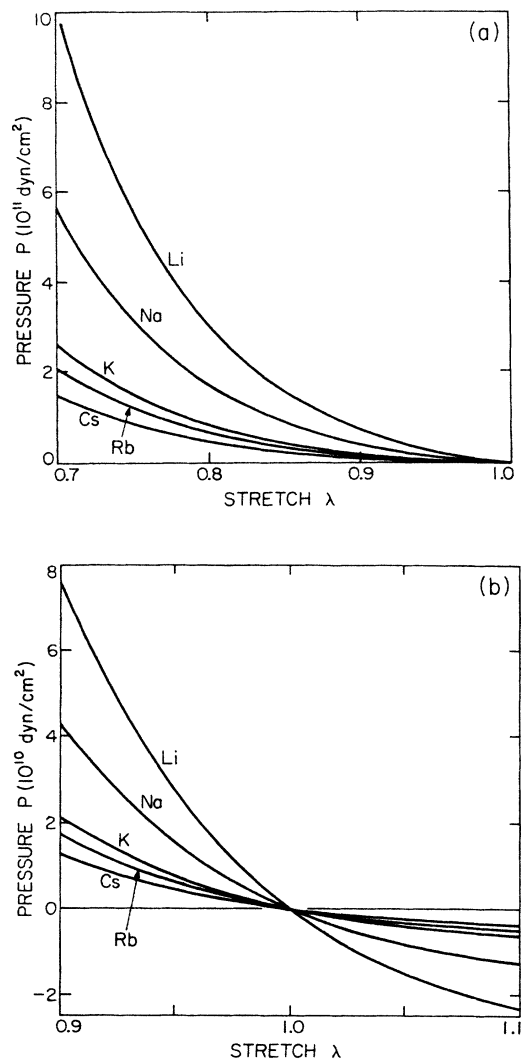 (a)
10
8
6
4
2
0
PRESSURE P (10¹¹ dyn/cm²)
Li
Na
K
Rb
Cs
0.7 0.8 0.9 1.0
STRETCH λ
(b)
8
6
4
2
0
-2
PRESSURE P (10¹⁰ dyn/cm²)
Li
Na
K
Cs
Rb
0.9 1.0 1.1
STRETCH λ